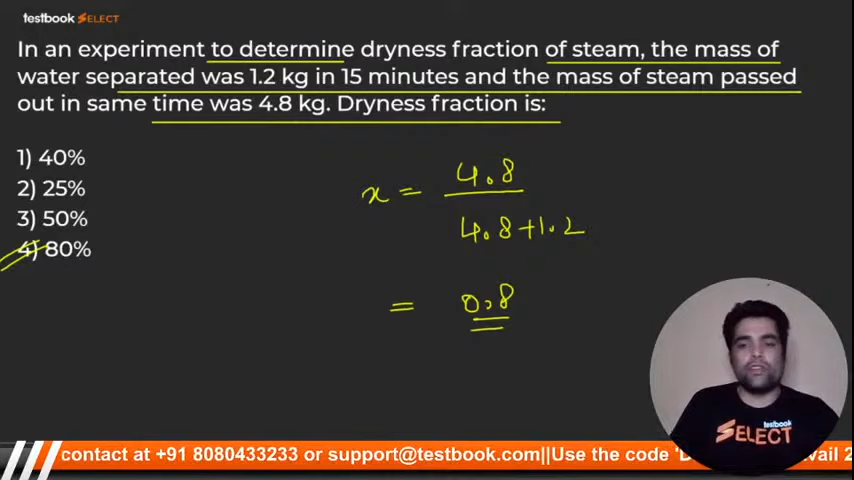 testbook SELECT
In an experiment to determine dryness fraction of steam, the mass of
water separated was 1.2 kg in 15 minutes and the mass of steam passed
out in same time was 4.8 kg. Dryness fraction is:
1) 40%
2) 25%
3) 50%
4) 80%
x = 4.8
4.8+1.2
= 0.8
testbook
SELECT
contact at +91 8080433233 or support@testbook.com||Use the code